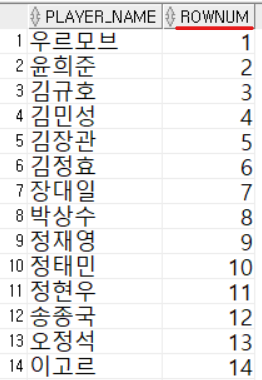 PLAYER_NAME ROWNUM
1 우르모브 1
2 윤희준 2
3 김규호 3
4 김민성 4
5 김장관 5
6 김정효 6
7 장대일 7
8 박상수 8
9 정재영 9
10 정태민 10
11 정현우 11
12 송종국 12
13 오정석 13
14 이고르 14